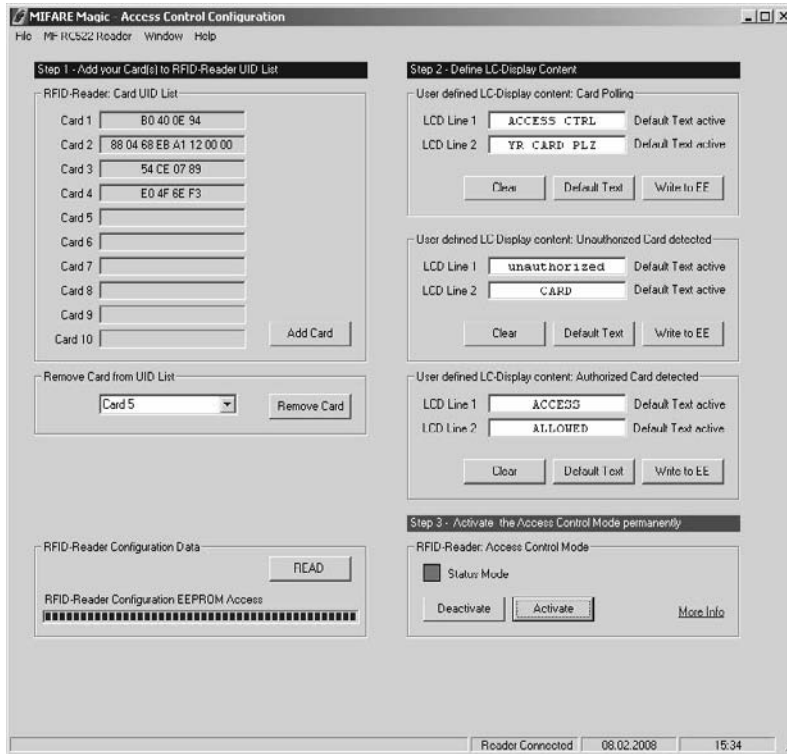 MIFARE Magic - Access Control Configuration
File MF RC522 Reader Window Help
Step 1 - Add your Card(s) to RFID-Reader UID List
RFID-Reader: Card UID List
Card 1 B0 40 0E 94
Card 2 88 04 68 EB A1 12 00 00
Card 3 54 CE 07 89
Card 4 E0 4F 6E F3
Card 5
Card 6
Card 7
Card 8
Card 9
Card 10
Add Card
Remove Card from UID List
Card 5
Remove Card
RFID-Reader Configuration Data
READ
RFID-Reader Configuration EEPROM Access
Step 2 - Define LC-Display Content
User defined LC-Display content: Card Polling
LCD Line 1 ACCESS CTRL Default Text active
LCD Line 2 YR CARD PLZ Default Text active
Clear Default Text Write to EE
User defined LC Display content: Unauthorized Card detected
LCD Line 1 unauthorized Default Text active
LCD Line 2 CARD Default Text active
Clear Default Text Write to EE
User defined LC-Display content: Authorized Card detected
LCD Line 1 ACCESS Default Text active
LCD Line 2 ALLOWED Default Text active
Clear Default Text Write to EE
Step 3 - Activate the Access Control Mode permanently
RFID-Reader: Access Control Mode
Status Mode
Deactivate Activate More Info
Reader Connected 08.02.2008 15:34